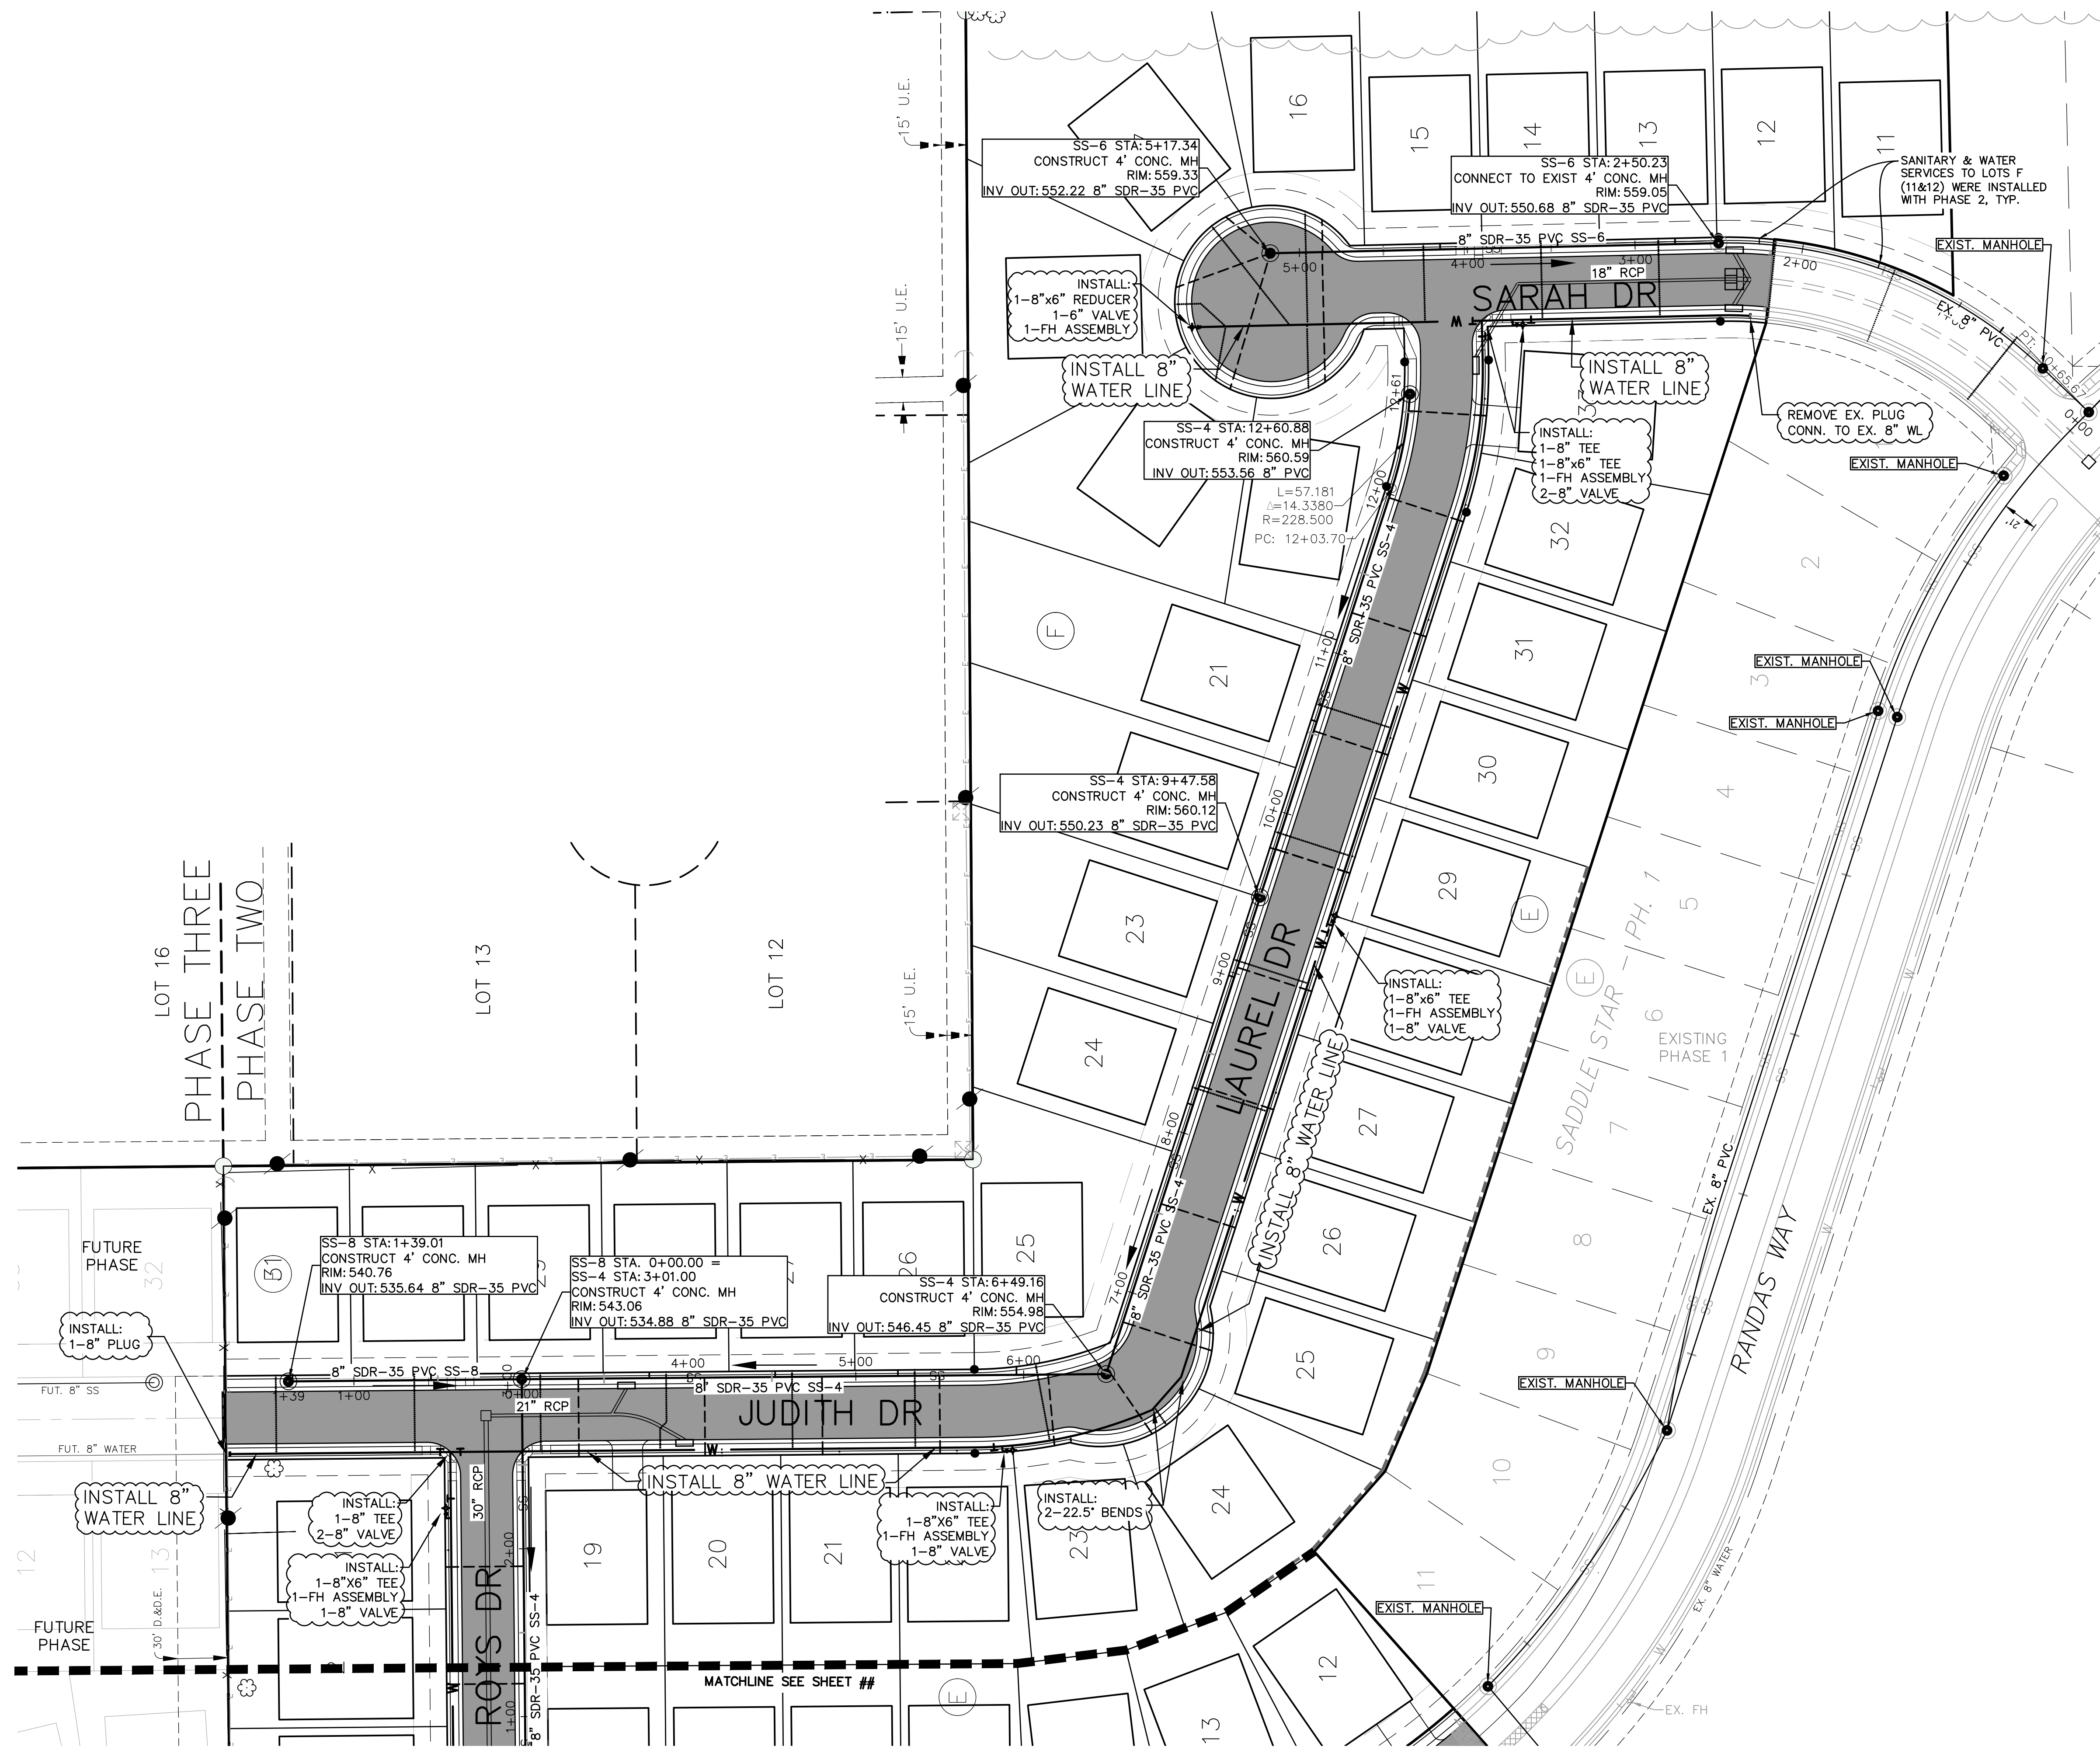 15' U.E.
16
15
14
13
12
11
SS-6 STA:5+17.34
CONSTRUCT 4' CONC. MH
RIM:559.33
INV OUT:552.22 8" SDR-35 PVC
SS-6 STA:2+50.23
CONNECT TO EXIST 4' CONC. MH
RIM:559.05
INV OUT:550.68 8" SDR-35 PVC
SANITARY & WATER
SERVICES TO LOTS F
(11&12) WERE INSTALLED
WITH PHASE 2, TYP.
EXIST. MANHOLE
8" SDR-35 PVC SS-6
5+00
4+00
3+00
2+00
18" RCP
SARAH DR
EX. 8" PVC
0+00
INSTALL:
1-8"x6" REDUCER
1-6" VALVE
1-FH ASSEMBLY
15' U.E.
W
INSTALL 8"
WATER LINE
INSTALL 8"
WATER LINE
12+61
REMOVE EX. PLUG
CONN. TO EX. 8" WL
SS-4 STA:12+60.88
CONSTRUCT 4' CONC. MH
RIM:560.59
INV OUT:553.56 8" PVC
INSTALL:
1-8" TEE
1-8"x6" TEE
1-FH ASSEMBLY
2-8" VALVE
EXIST. MANHOLE
L=57.181
Δ=14.3380
R=228.500
PC: 12+03.70
12+00
21'
SS
8" SDR-35 PVC SS-4
32
2
F
11+00
31
21
3
EXIST. MANHOLE
EXIST. MANHOLE
SS
W
30
4
SS-4 STA:9+47.58
CONSTRUCT 4' CONC. MH
RIM:560.12
INV OUT:550.23 8" SDR-35 PVC
10+00
SS
29
E
5
23
SS
W
9+00
LAUREL DR
PHASE THREE
PHASE TWO
LOT 16
LOT 13
LOT 12
15' U.E.
INSTALL:
1-8"x6" TEE
1-FH ASSEMBLY
1-8" VALVE
E
SADDLE STAR - PH. 1
6
EXISTING
PHASE 1
24
INSTALL 8" WATER LINE
27
7
8+00
SS
8" SDR-35 PVC SS-4
W
EX. 8" PVC
26
8
RANDAS WAY
FUTURE
PHASE
32
31
SS-8 STA:1+39.01
CONSTRUCT 4' CONC. MH
RIM:540.76
INV OUT:535.64 8" SDR-35 PVC
SS-8 STA. 0+00.00 =
SS-4 STA:3+01.00
CONSTRUCT 4' CONC. MH
RIM:543.06
INV OUT:534.88 8" SDR-35 PVC
26
25
SS-4 STA:6+49.16
CONSTRUCT 4' CONC. MH
RIM:554.98
INV OUT:546.45 8" SDR-35 PVC
7+00
25
9
INSTALL:
1-8" PLUG
FUT. 8" SS
8" SDR-35 PVC SS-8
1+00
3+00
4+00
5+00
6+00
8" SDR-35 PVC SS-4
21" RCP
JUDITH DR
EXIST. MANHOLE
FUT. 8" WATER
W
INSTALL 8"
WATER LINE
30" RCP
SS
INSTALL 8" WATER LINE
INSTALL:
1-8" TEE
2-8" VALVE
INSTALL:
1-8"X6" TEE
1-FH ASSEMBLY
1-8" VALVE
INSTALL:
2-22.5° BENDS
24
10
12
13
INSTALL:
1-8"X6" TEE
1-FH ASSEMBLY
1-8" VALVE
2+00
19
20
21
23
11
EXIST. MANHOLE
EX. 8" WATER
FUTURE
PHASE
30' D.&D.E.
ROYS DR
8" SDR-35 PVC SS-4
1+00
W
MATCHLINE SEE SHEET ##
E
12
13
EX. FH